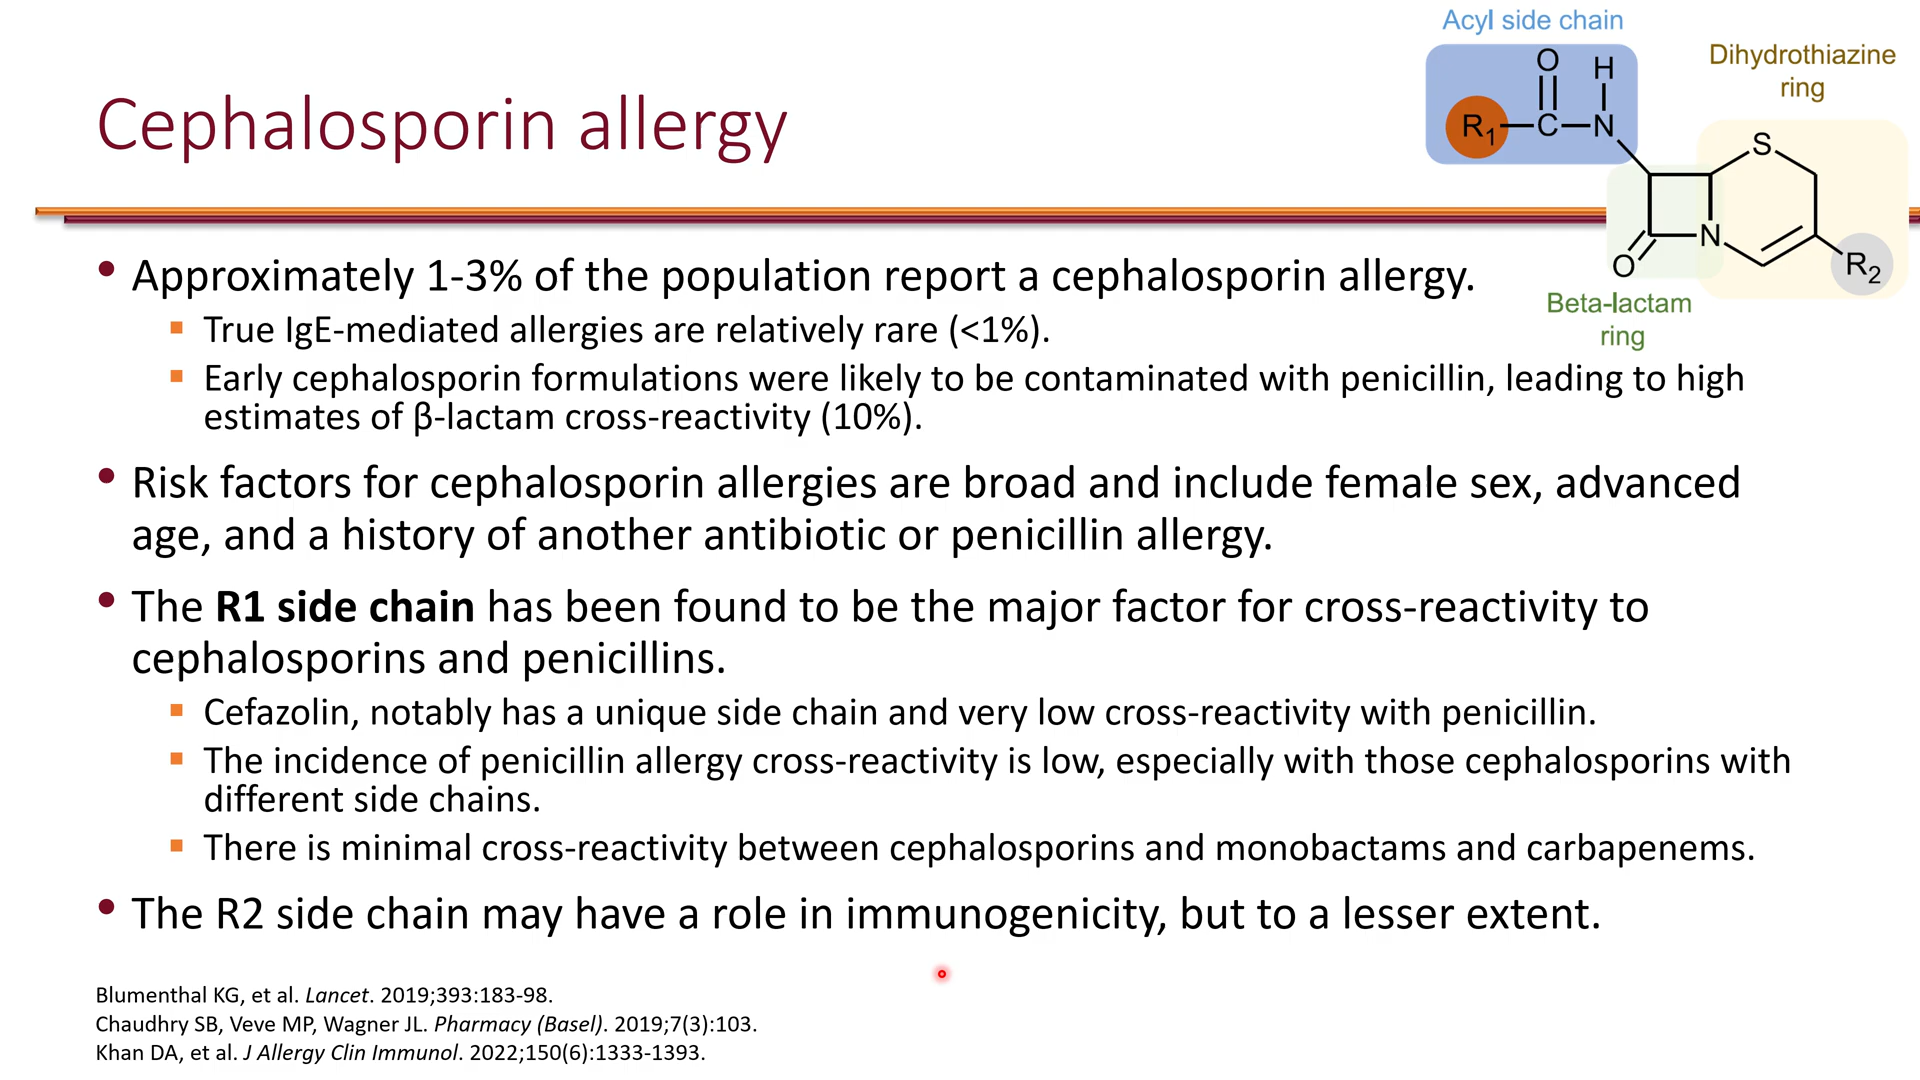 Acyl side chain
Dihydrothiazine
ring
O
H
R1
C
N
S
N
O
R2
Beta-lactam
ring
Cephalosporin allergy
• Approximately 1-3% of the population report a cephalosporin allergy.
▪ True IgE-mediated allergies are relatively rare (<1%).
▪ Early cephalosporin formulations were likely to be contaminated with penicillin, leading to high
estimates of β-lactam cross-reactivity (10%).
• Risk factors for cephalosporin allergies are broad and include female sex, advanced
age, and a history of another antibiotic or penicillin allergy.
• The R1 side chain has been found to be the major factor for cross-reactivity to
cephalosporins and penicillins.
▪ Cefazolin, notably has a unique side chain and very low cross-reactivity with penicillin.
▪ The incidence of penicillin allergy cross-reactivity is low, especially with those cephalosporins with
different side chains.
▪ There is minimal cross-reactivity between cephalosporins and monobactams and carbapenems.
• The R2 side chain may have a role in immunogenicity, but to a lesser extent.
Blumenthal KG, et al. Lancet. 2019;393:183-98.
Chaudhry SB, Veve MP, Wagner JL. Pharmacy (Basel). 2019;7(3):103.
Khan DA, et al. J Allergy Clin Immunol. 2022;150(6):1333-1393.